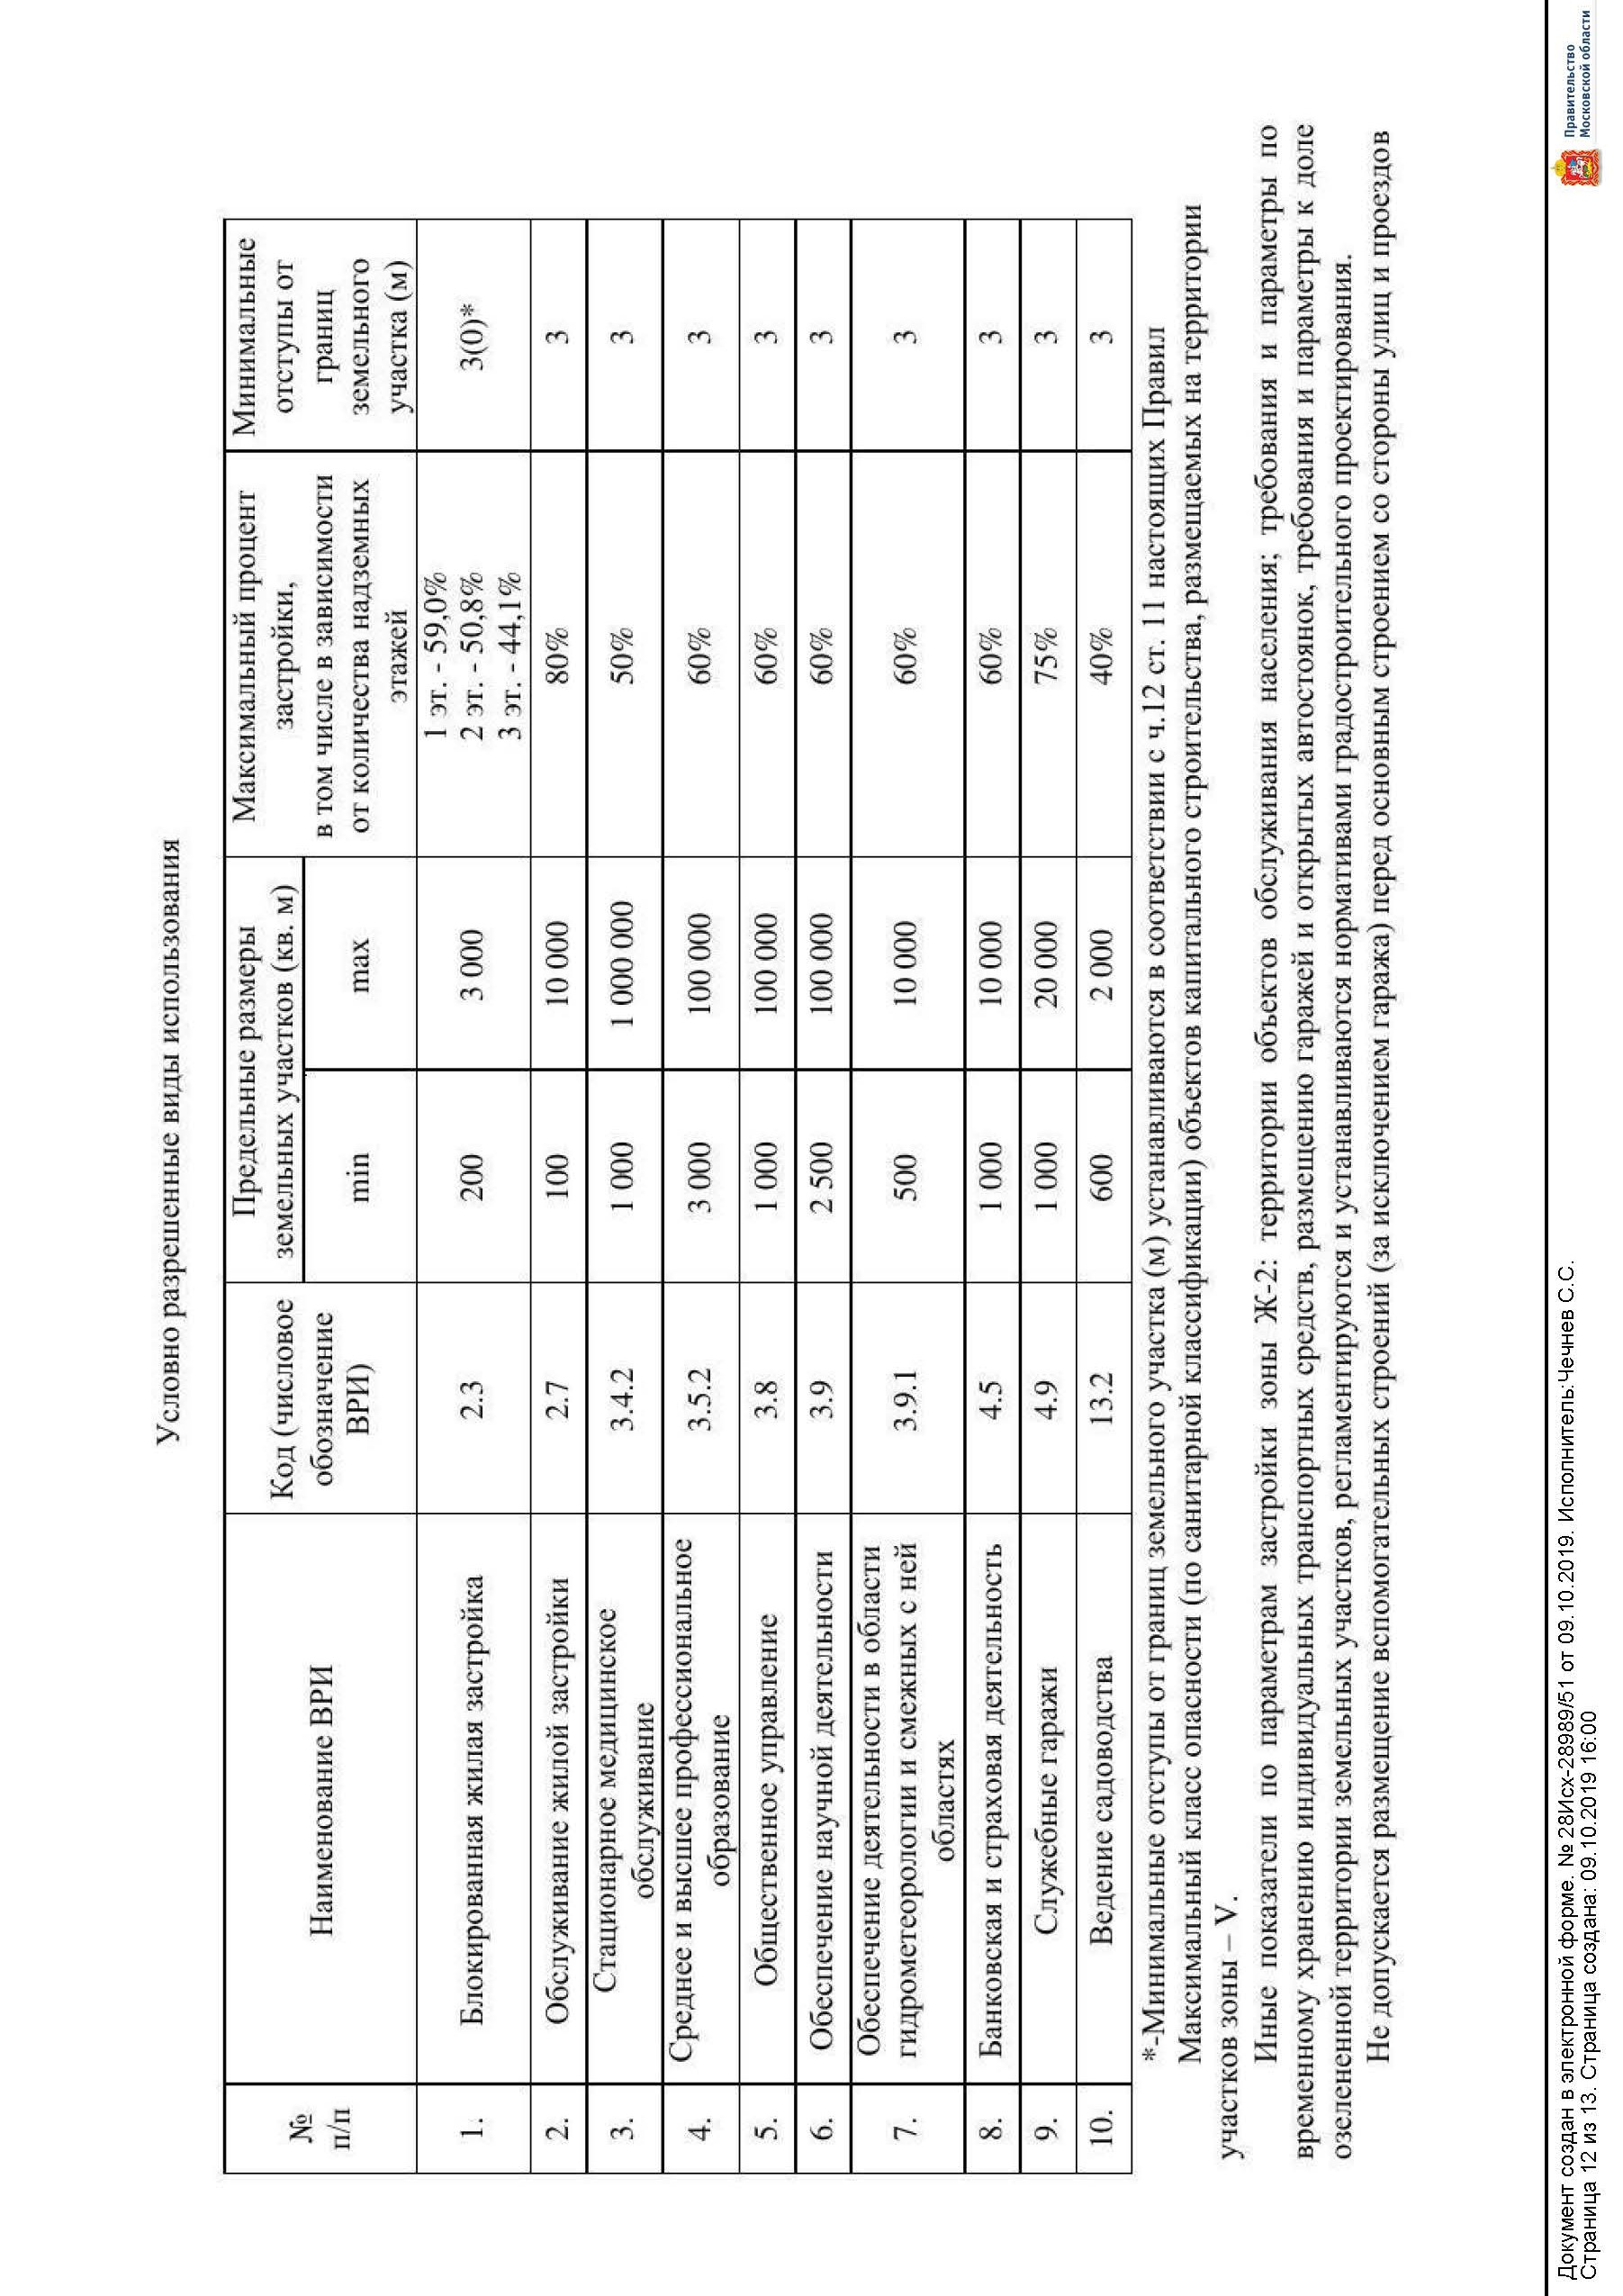 Условно разрешенные виды использования
№
п/п
Наименование ВРИ
Код (числовое
обозначение
ВРИ)
Предельные размеры
земельных участков (кв. м)
min
max
Максимальный процент
застройки,
в том числе в зависимости
от количества надземных
этажей
Минимальные
отступы от
границ
земельного
участка (м)
1.
Блокированная жилая застройка
2.3
200
3 000
1 эт. - 59,0%
2 эт. - 50,8%
3 эт. - 44,1%
3(0)*
2.
Обслуживание жилой застройки
2.7
100
10 000
80%
3
3.
Стационарное медицинское
обслуживание
3.4.2
1 000
1 000 000
50%
3
4.
Среднее и высшее профессиональное
образование
3.5.2
3 000
100 000
60%
3
5.
Общественное управление
3.8
1 000
100 000
60%
3
6.
Обеспечение научной деятельности
3.9
2 500
100 000
60%
3
7.
Обеспечение деятельности в области
гидрометеорологии и смежных с ней
областях
3.9.1
500
10 000
60%
3
8.
Банковская и страховая деятельность
4.5
1 000
10 000
60%
3
9.
Служебные гаражи
4.9
1 000
20 000
75%
3
10.
Ведение садоводства
13.2
600
2 000
40%
3
*-Минимальные отступы от границ земельного участка (м) устанавливаются в соответствии с ч.12 ст. 11 настоящих Правил
Максимальный класс опасности (по санитарной классификации) объектов капитального строительства, размещаемых на территории
участков зоны – V.
Иные показатели по параметрам застройки зоны Ж-2: территории объектов обслуживания населения; требования и параметры по
временному хранению индивидуальных транспортных средств, размещению гаражей и открытых автостоянок, требования и параметры к доле
озелененной территории земельных участков, регламентируются и устанавливаются нормативами градостроительного проектирования.
Не допускается размещение вспомогательных строений (за исключением гаража) перед основным строением со стороны улиц и проездов
Документ создан в электронной форме. № 28Исх-28989/51 от 09.10.2019. Исполнитель:Чечнев С.С.
Страница 12 из 13. Страница создана: 09.10.2019 16:00
Правительство
Московской области